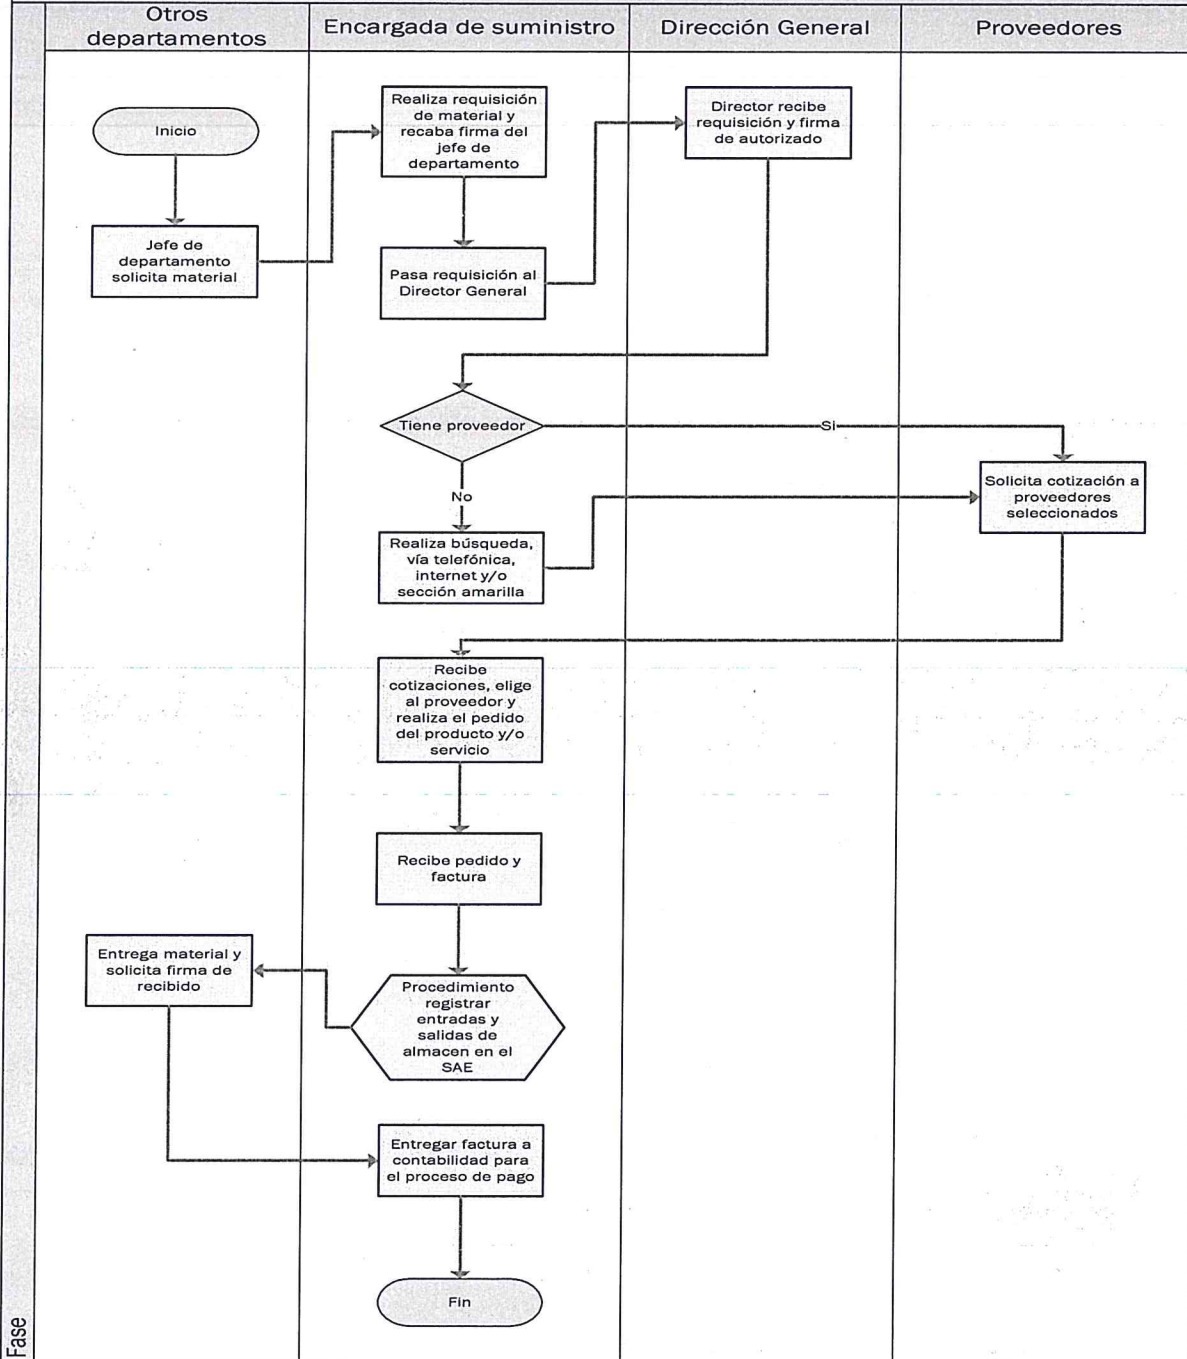 Otros
departamentos
Encargada de suministro
Dirección General
Proveedores
Inicio
Jefe de
departamento
solicita material
Realiza requisición
de material y
recaba firma del
jefe de
departamento
Pasa requisición al
Director General
Director recibe
requisición y firma
de autorizado
Tiene proveedor
Si
No
Realiza búsqueda,
vía telefónica,
internet y/o
sección amarilla
Solicita cotización a
proveedores
seleccionados
Recibe
cotizaciones, elige
al proveedor y
realiza el pedido
del producto y/o
servicio
Recibe pedido y
factura
Procedimiento
registrar
entradas y
salidas de
almacen en el
SAE
Entrega material y
solicita firma de
recibido
Entregar factura a
contabilidad para
el proceso de pago
Fin
Fase